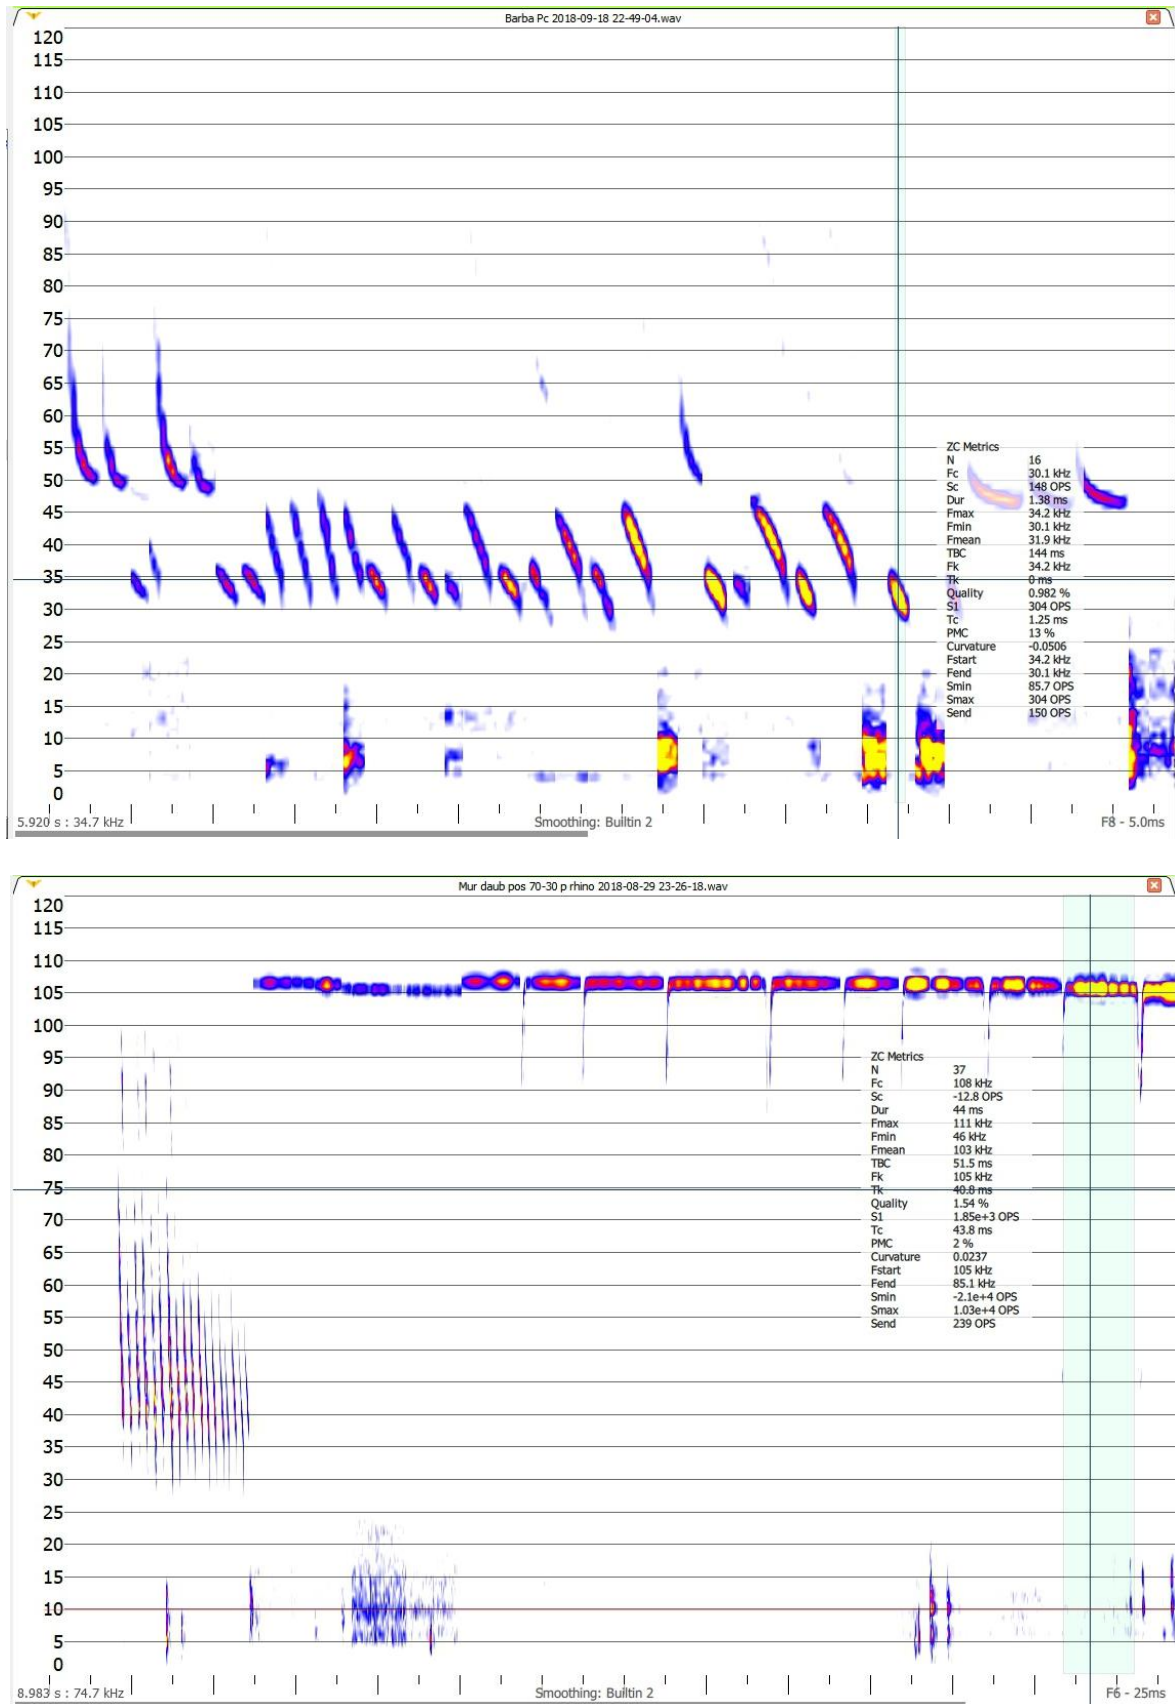 Barba Pc 2018-09-18 22-49-04.wav
120
115
110
105
100
95
90
85
80
75
70
65
60
55
50
45
40
35
30
25
20
15
10
5
0
ZC Metrics
N 16
Fc 30.1 kHz
Sc 148 OPS
Dur 1.38 ms
Fmax 34.2 kHz
Fmin 30.1 kHz
Fmean 31.9 kHz
TBC 144 ms
Fk 34.2 kHz
Tk 0 ms
Quality 0.982 %
S1 304 OPS
Tc 1.25 ms
PMC 13 %
Curvature -0.0506
Fstart 34.2 kHz
Fend 30.1 kHz
Smin 85.7 OPS
Smax 304 OPS
Send 150 OPS
5.920 s : 34.7 kHz Smoothing: Builtin 2 F8 - 5.0ms
Mur daub pos 70-30 p rhino 2018-08-29 23-26-18.wav
120
115
110
105
100
95
90
85
80
75
70
65
60
55
50
45
40
35
30
25
20
15
10
5
0
ZC Metrics
N 37
Fc 108 kHz
Sc -12.8 OPS
Dur 44 ms
Fmax 111 kHz
Fmin 46 kHz
Fmean 103 kHz
TBC 51.5 ms
Fk 105 kHz
Tk 40.8 ms
Quality 1.54 %
S1 1.85e+3 OPS
Tc 43.8 ms
PMC 2 %
Curvature 0.0237
Fstart 105 kHz
Fend 85.1 kHz
Smin -2.1e+4 OPS
Smax 1.03e+4 OPS
Send 239 OPS
8.983 s : 74.7 kHz Smoothing: Builtin 2 F6 - 25ms